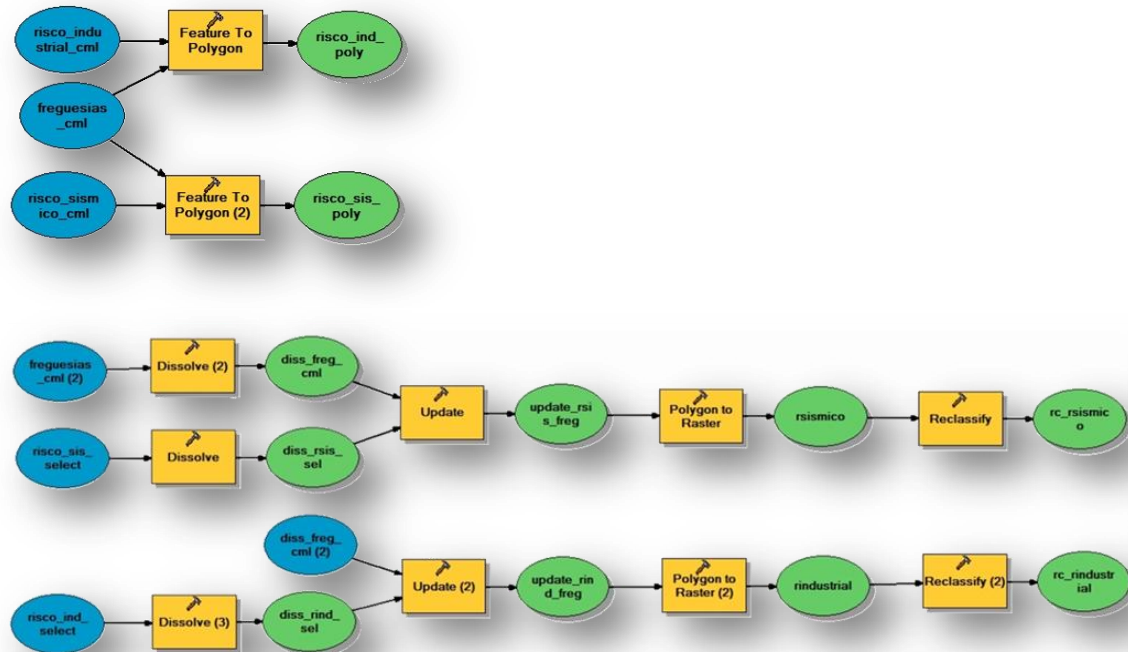 risco_indu
strial_cml
Feature To
Polygon
risco_ind_
poly
freguesias
_cml
risco_sism
ico_cml
Feature To
Polygon (2)
risco_sis_
poly
freguesias
_cml (2)
Dissolve (2)
diss_freg_
cml
Update
update_rsi
s_freg
Polygon to
Raster
rsismico
Reclassify
rc_rsismic
o
risco_sis_
select
Dissolve
diss_rsis_
sel
diss_freg_
cml (2)
Update (2)
update_rin
d_freg
Polygon to
Raster (2)
rindustrial
Reclassify (2)
rc_rindustr
ial
risco_ind_
select
Dissolve (3)
diss_rind_
sel